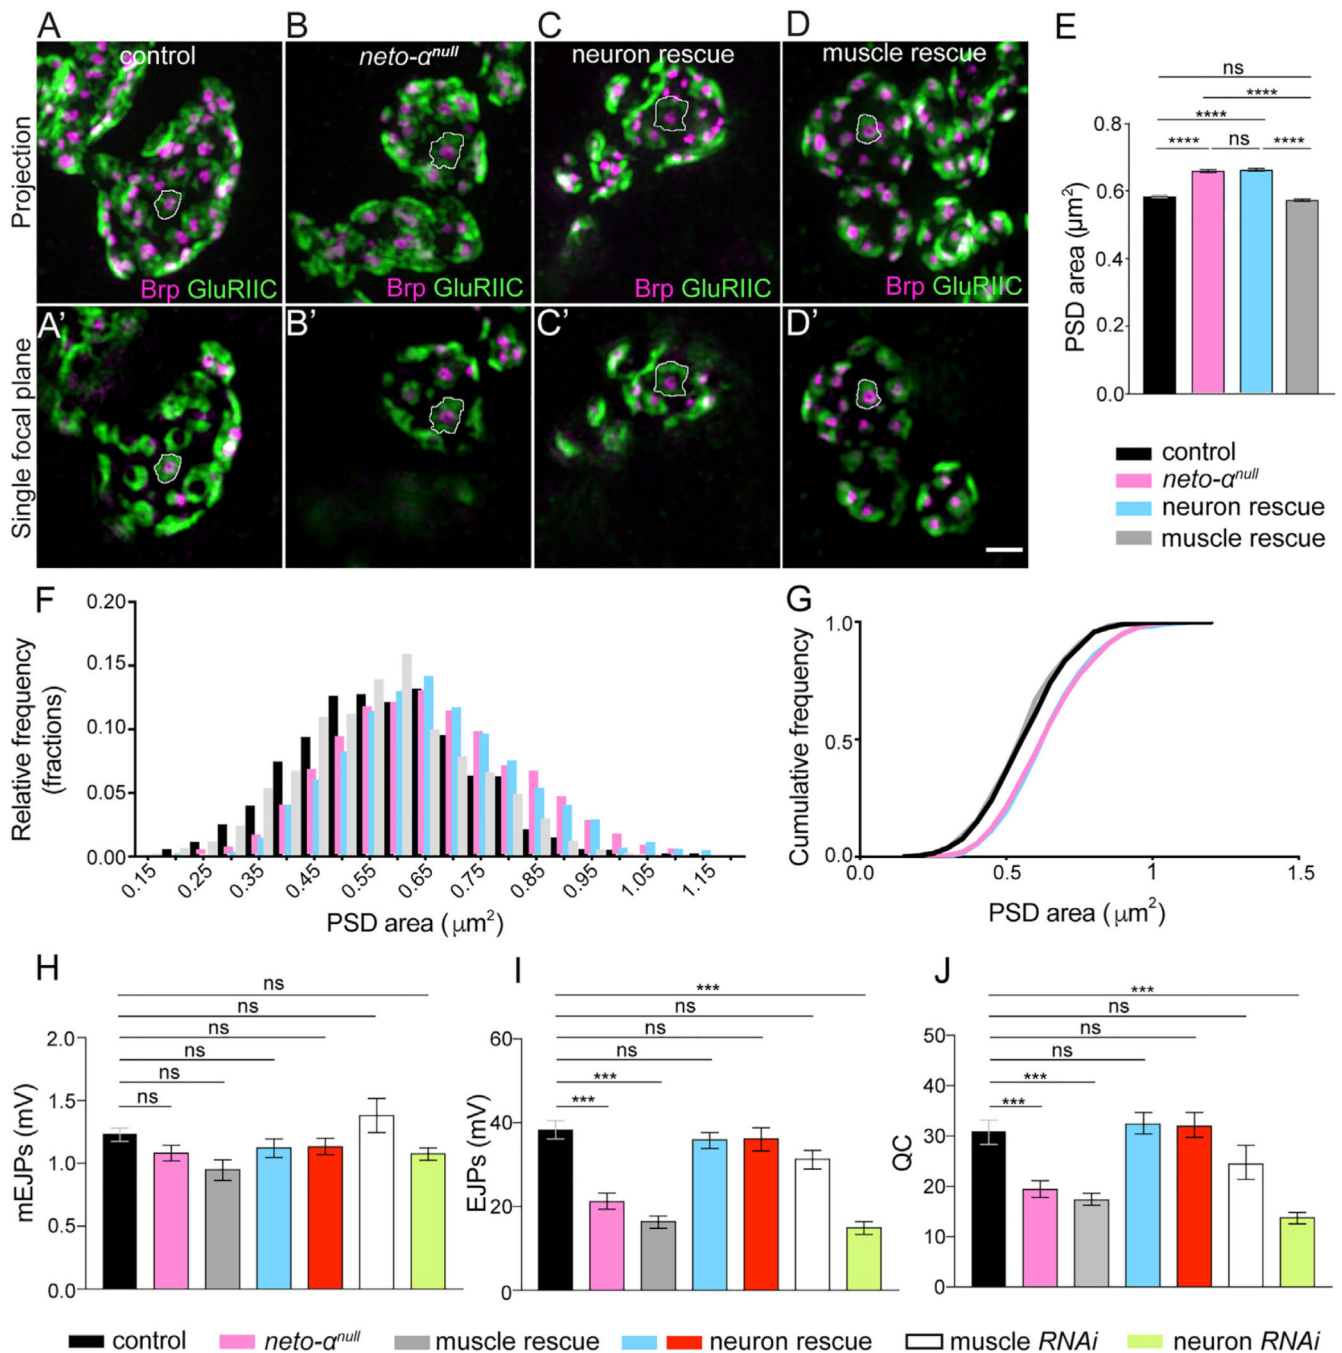 A
B
C
D
E
control
neto-α^null
neuron rescue
muscle rescue
Projection
Brp GluRIIC
Brp GluRIIC
Brp GluRIIC
Brp GluRIIC
A'
B'
C'
D'
Single focal plane
ns
****
****
**** ns ****
0.8
0.6
0.4
0.2
0.0
PSD area (µm²)
control
neto-α^null
neuron rescue
muscle rescue
F
0.20
0.15
0.10
0.05
0.00
Relative frequency
(fractions)
0.15 0.25 0.35 0.45 0.55 0.65 0.75 0.85 0.95 1.05 1.15
PSD area (µm²)
G
1.0
0.5
0.0
Cumulative frequency
0.0 0.5 1 1.5
PSD area (µm²)
H
ns
ns
ns
ns
ns
ns
2.0
1.5
1.0
0.5
0.0
mEJPs (mV)
I
***
ns
ns
ns
***
***
60
40
20
0
EJPs (mV)
J
***
ns
ns
ns
***
***
50
40
30
20
10
0
QC
control neto-α^null muscle rescue neuron rescue muscle RNAi neuron RNAi